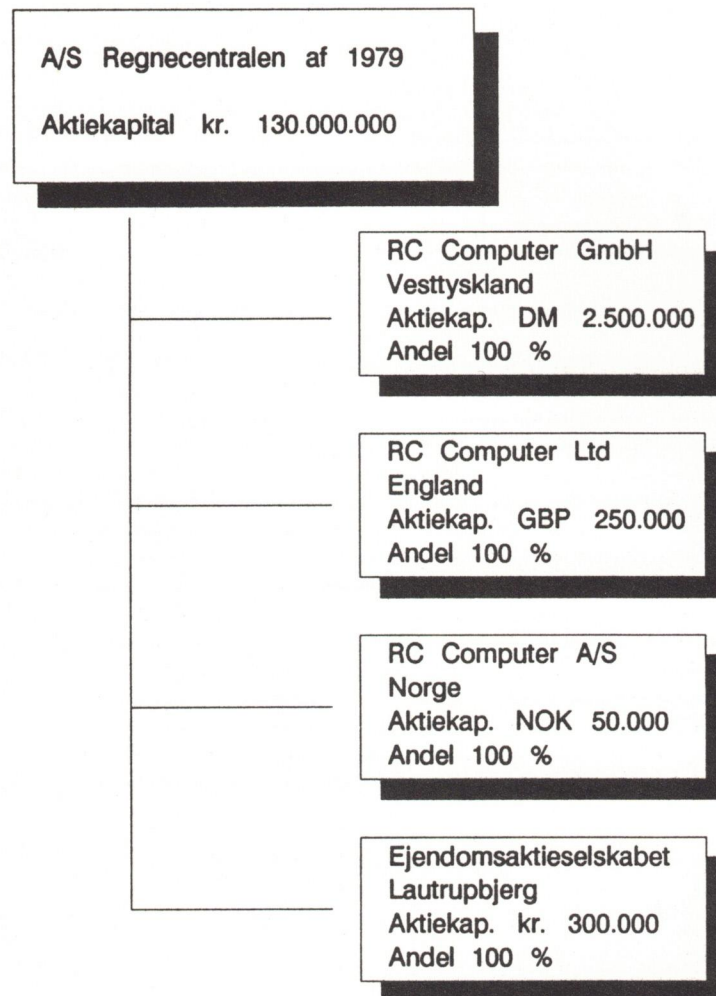 A/S Regnecentralen af 1979
Aktiekapital kr. 130.000.000
RC Computer GmbH
Vesttyskland
Aktiekap. DM 2.500.000
Andel 100 %
RC Computer Ltd
England
Aktiekap. GBP 250.000
Andel 100 %
RC Computer A/S
Norge
Aktiekap. NOK 50.000
Andel 100 %
Ejendomsaktieselskabet
Lautrupbjerg
Aktiekap. kr. 300.000
Andel 100 %